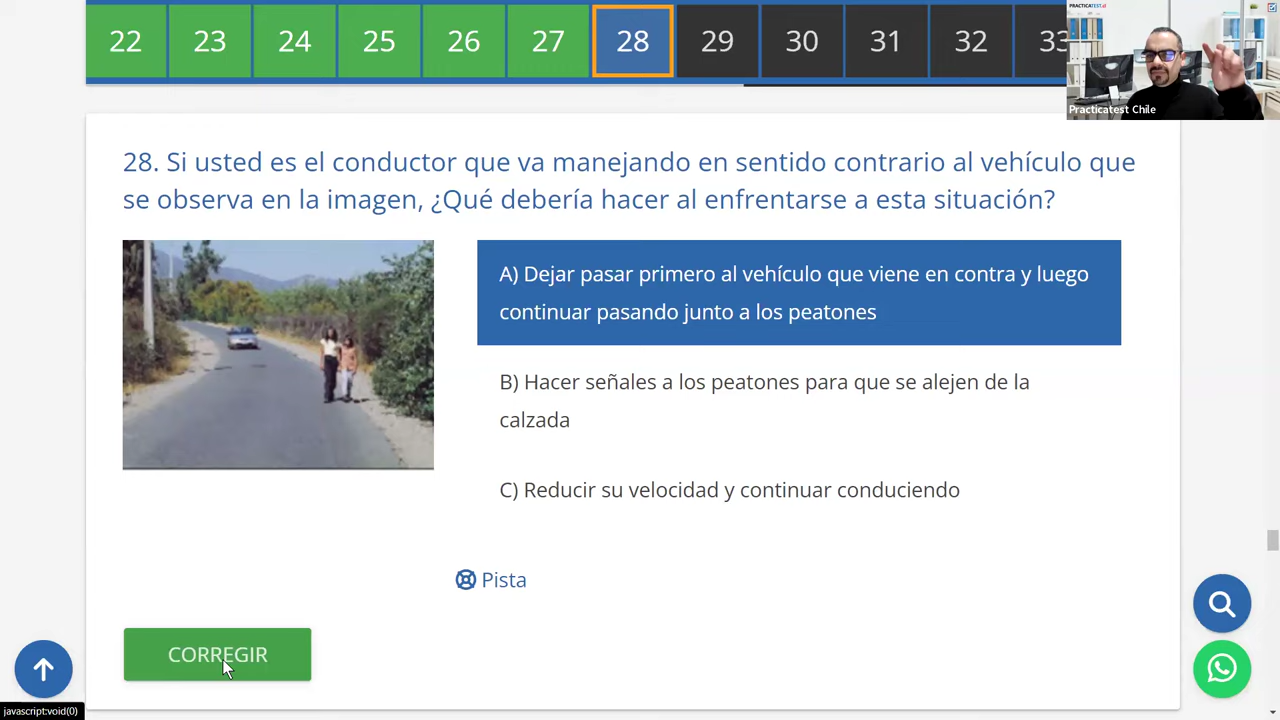 22 23 24 25 26 27 28 29 30 31 32 33
PRACTICATEST.cl
Practicatest Chile
28. Si usted es el conductor que va manejando en sentido contrario al vehículo que
se observa en la imagen, ¿Qué debería hacer al enfrentarse a esta situación?
A) Dejar pasar primero al vehículo que viene en contra y luego
continuar pasando junto a los peatones
B) Hacer señales a los peatones para que se alejen de la
calzada
C) Reducir su velocidad y continuar conduciendo
Pista
CORREGIR
javascript:void(0)